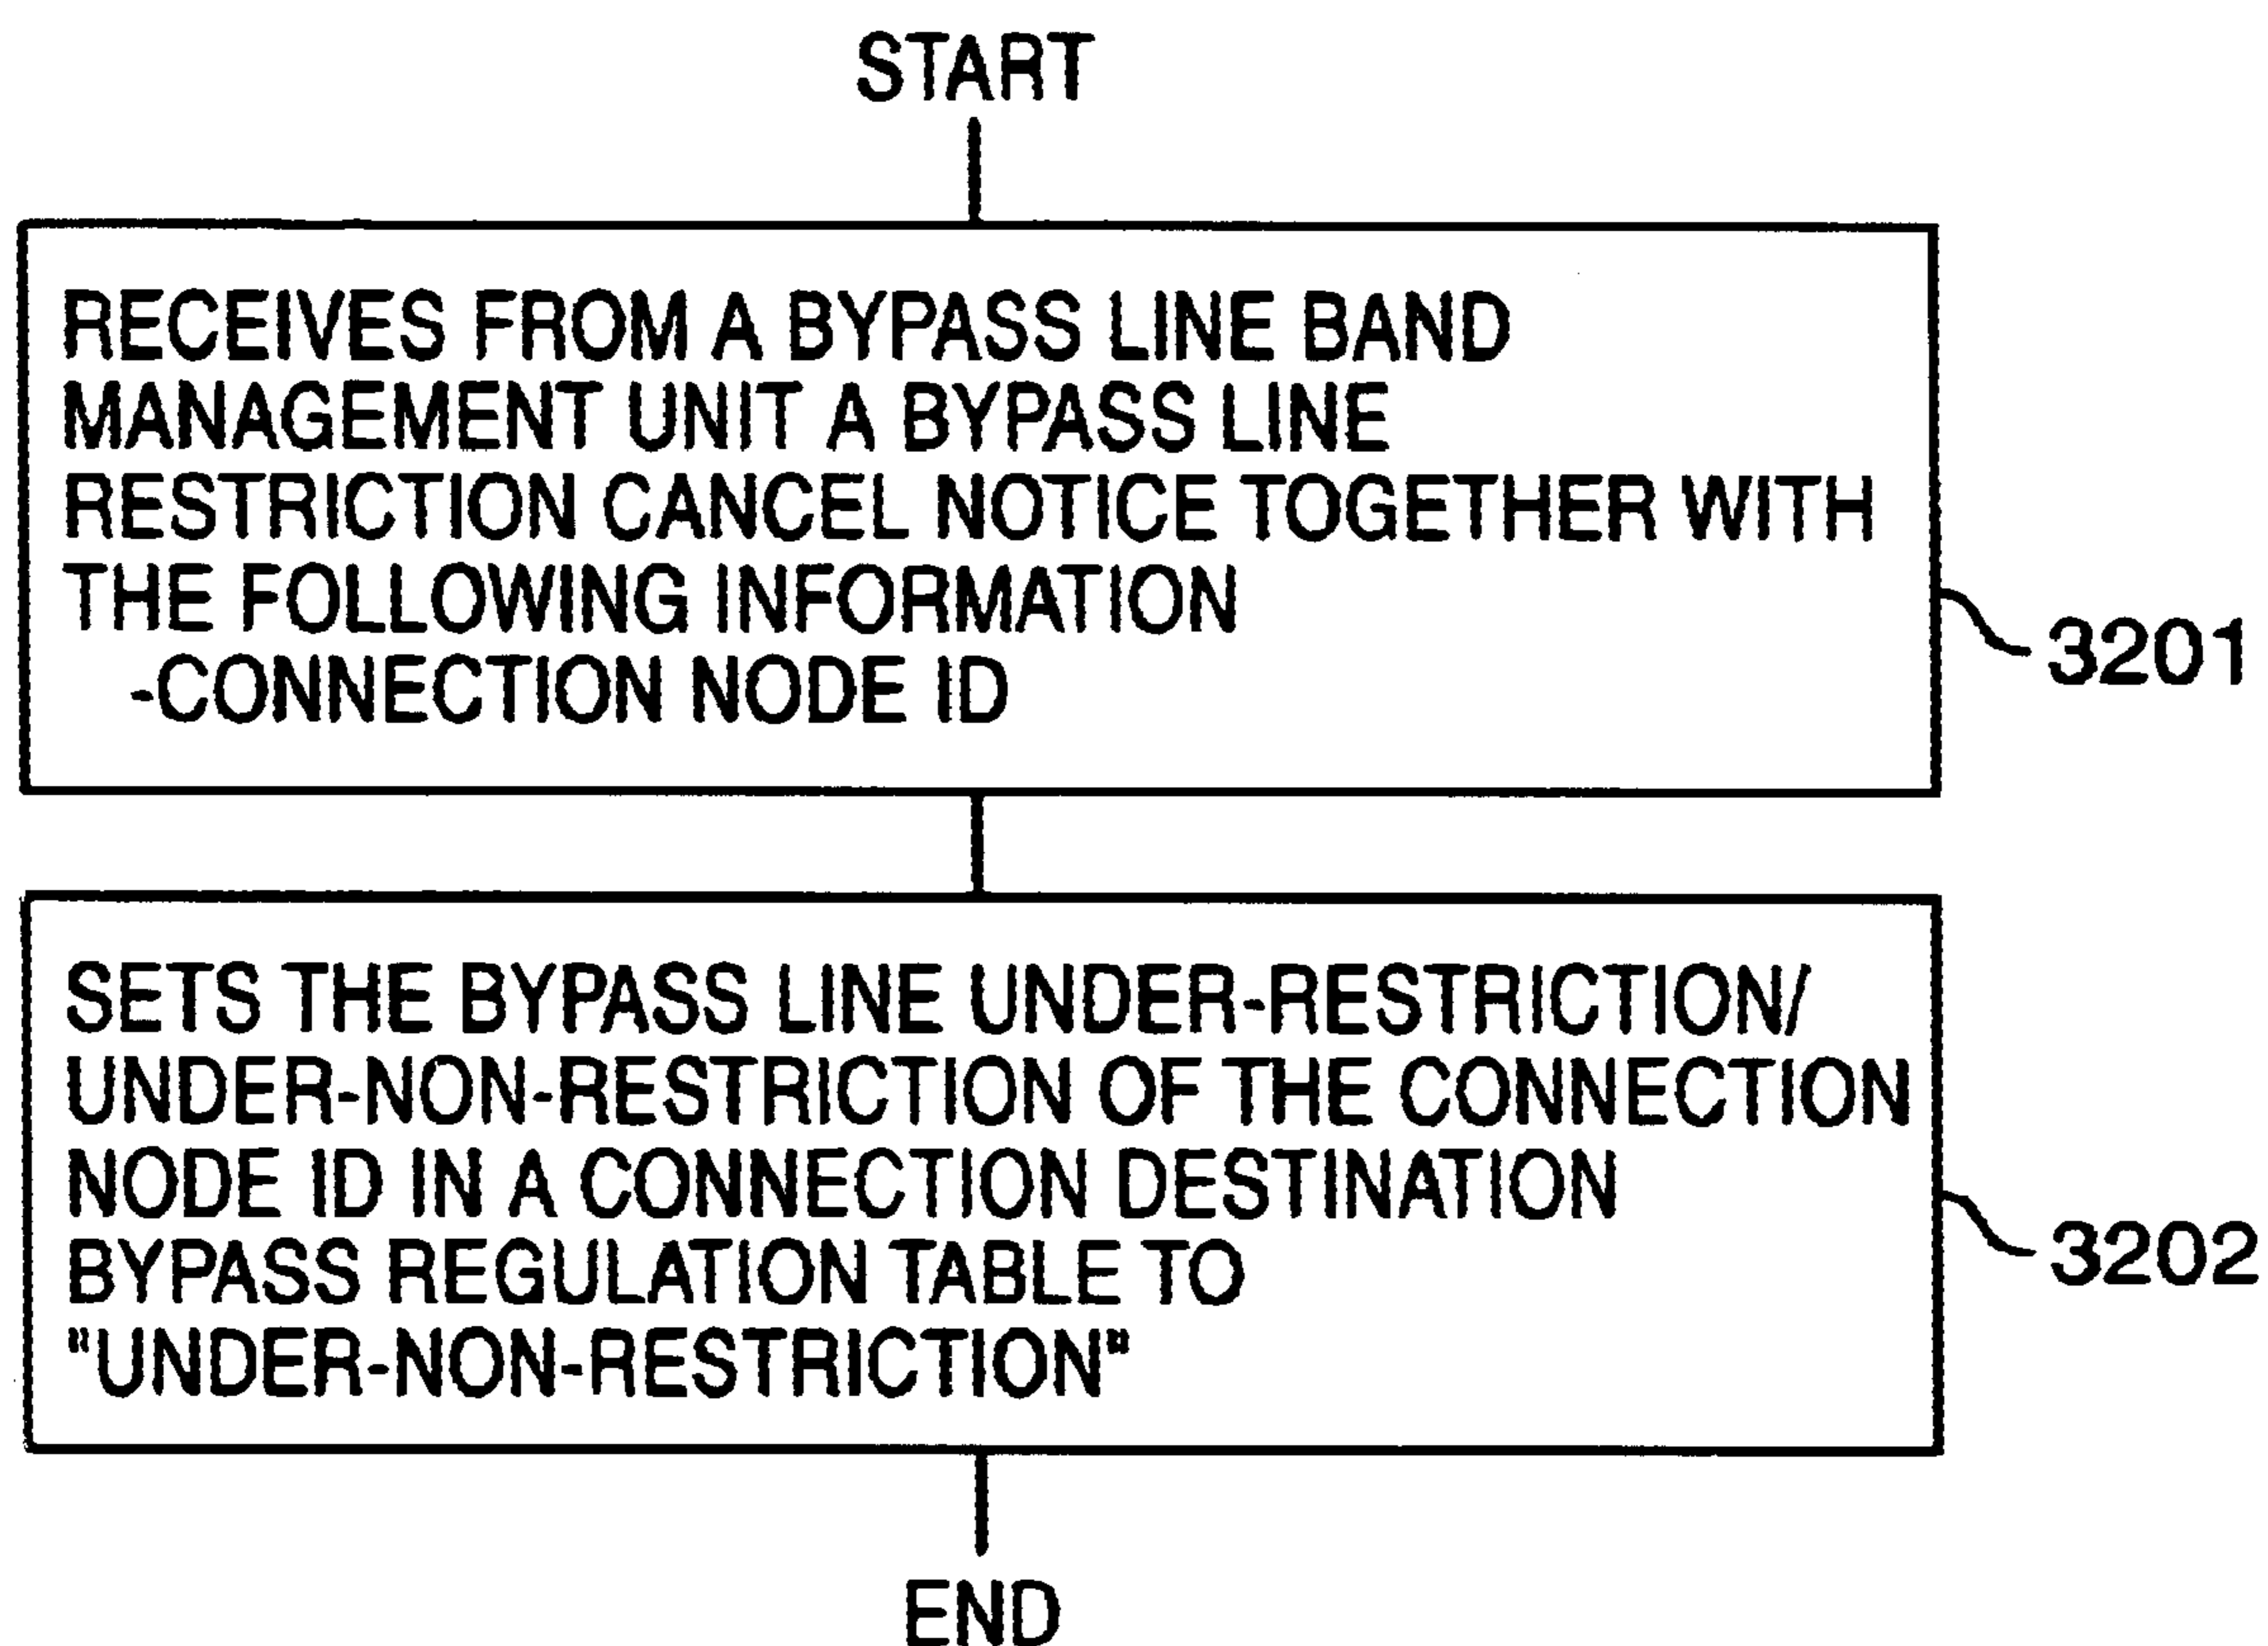 START
RECEIVES FROM A BYPASS LINE BAND
MANAGEMENT UNIT A BYPASS LINE
RESTRICTION CANCEL NOTICE TOGETHER WITH
THE FOLLOWING INFORMATION
-CONNECTION NODE ID
3201
SETS THE BYPASS LINE UNDER-RESTRICTION/
UNDER-NON-RESTRICTION OF THE CONNECTION
NODE ID IN A CONNECTION DESTINATION
BYPASS REGULATION TABLE TO
"UNDER-NON-RESTRICTION"
3202
END